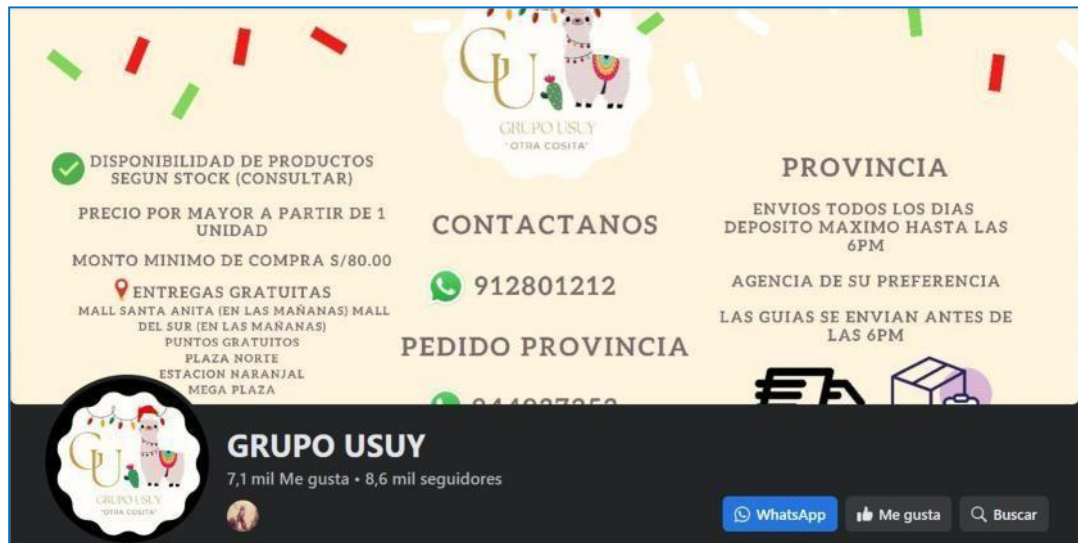 GU
GRUPO USUY
"OTRA COSITA"
DISPONIBILIDAD DE PRODUCTOS
SEGUN STOCK (CONSULTAR)
PRECIO POR MAYOR A PARTIR DE 1
UNIDAD
MONTO MINIMO DE COMPRA S/80.00
ENTREGAS GRATUITAS
MALL SANTA ANITA (EN LAS MAÑANAS) MALL
DEL SUR (EN LAS MAÑANAS)
PUNTOS GRATUITOS
PLAZA NORTE
ESTACION NARANJAL
MEGA PLAZA
CONTACTANOS
912801212
PEDIDO PROVINCIA
PROVINCIA
ENVIOS TODOS LOS DIAS
DEPOSITO MAXIMO HASTA LAS
6PM
AGENCIA DE SU PREFERENCIA
LAS GUIAS SE ENVIAN ANTES DE
LAS 6PM
GU
GRUPO USUY
"OTRA COSITA"
GRUPO USUY
7,1 mil Me gusta • 8,6 mil seguidores
WhatsApp
Me gusta
Buscar